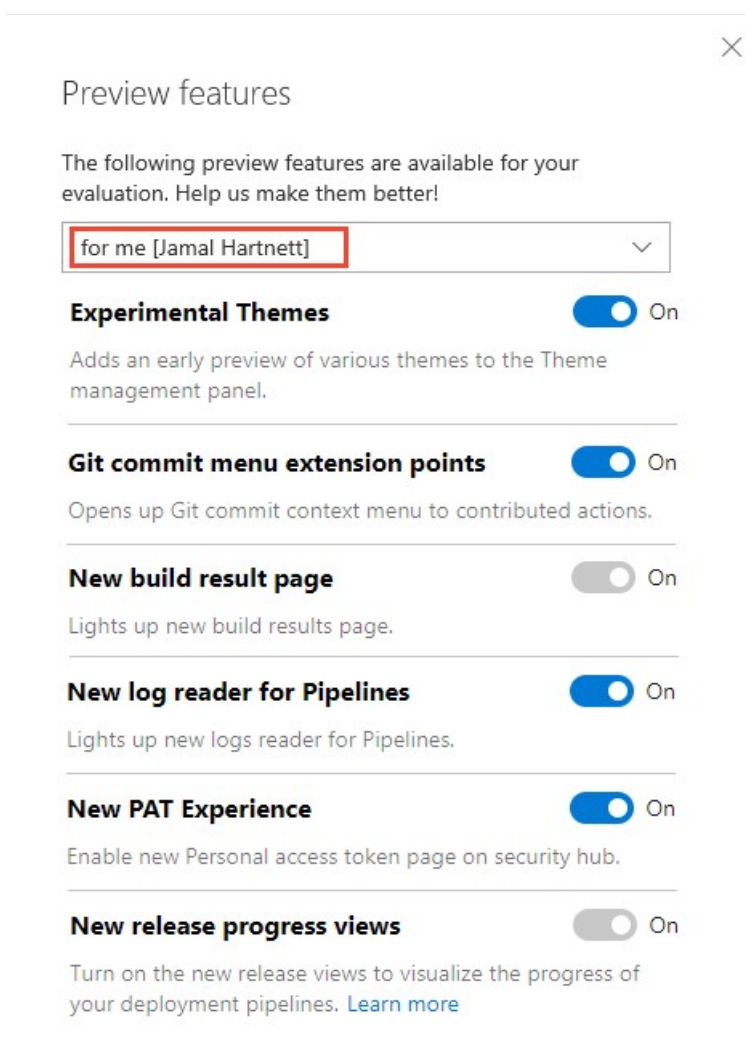 Preview features
The following preview features are available for your
evaluation. Help us make them better!
for me [Jamal Hartnett]
Experimental Themes On
Adds an early preview of various themes to the Theme
management panel.
Git commit menu extension points On
Opens up Git commit context menu to contributed actions.
New build result page On
Lights up new build results page.
New log reader for Pipelines On
Lights up new logs reader for Pipelines.
New PAT Experience On
Enable new Personal access token page on security hub.
New release progress views On
Turn on the new release views to visualize the progress of
your deployment pipelines. Learn more